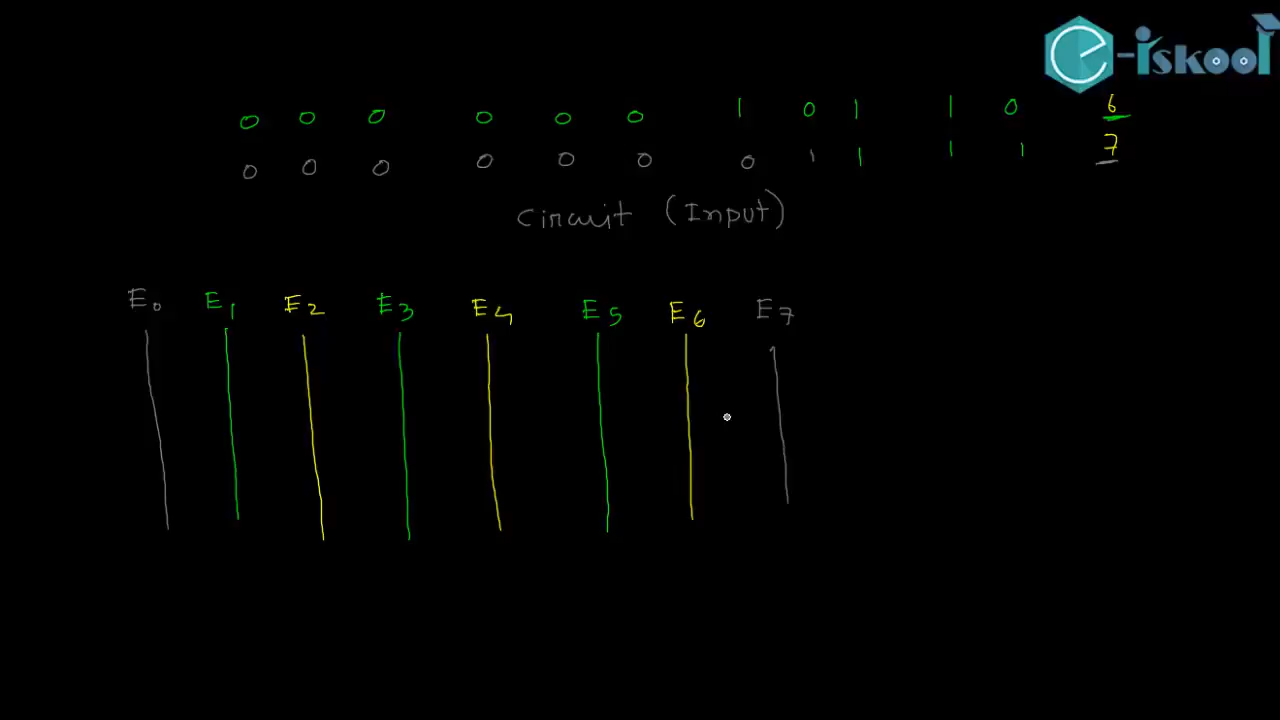 e-iskool
0 0 0 0 0 0 1 0 1 1 0 6
0 0 0 0 0 0 0 1 1 1 1 7
Circuit (Input)
E0 E1 E2 E3 E4 E5 E6 E7